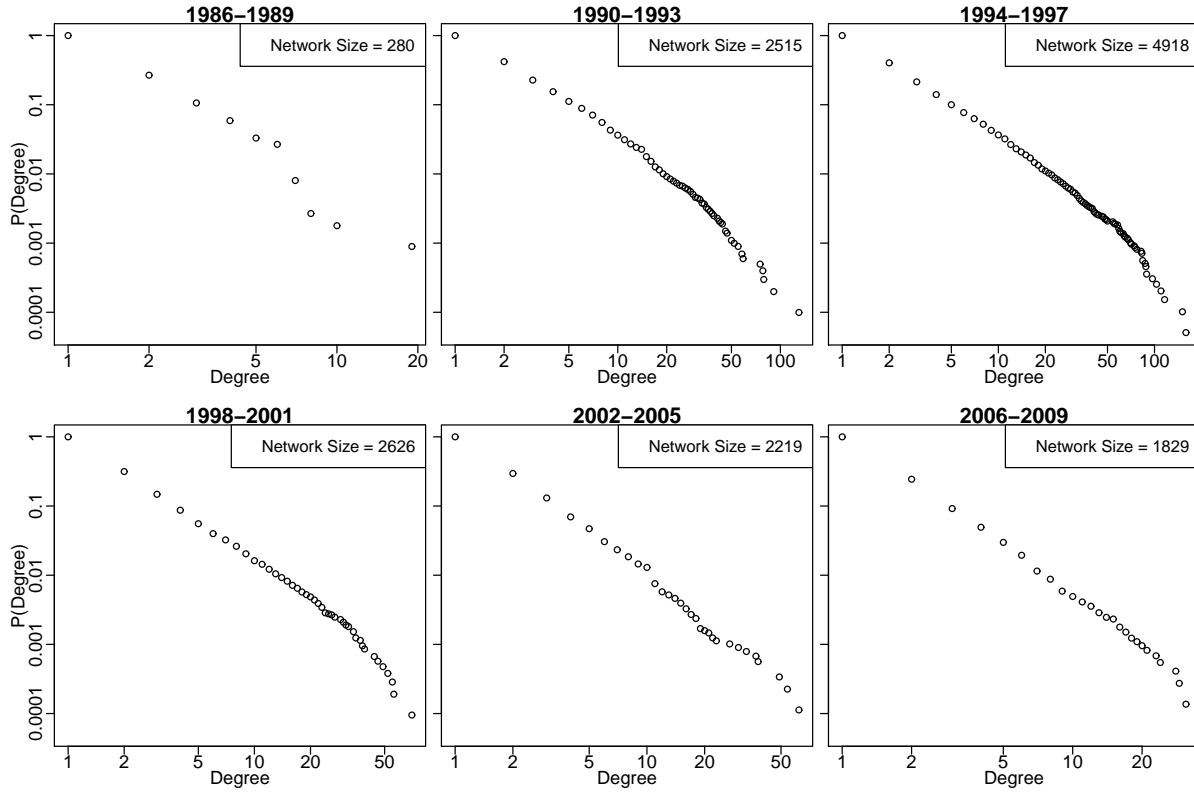 1986−1989
1990−1993
1994−1997
Network Size = 280
Network Size = 2515
Network Size = 4918
P(Degree)
1
0.1
0.01
0.001
0.0001
1 2 5 10 20
1 2 5 10 20 50 100
1 2 5 10 20 50 100
Degree
Degree
Degree
1998−2001
2002−2005
2006−2009
Network Size = 2626
Network Size = 2219
Network Size = 1829
P(Degree)
1
0.1
0.01
0.001
0.0001
1 2 5 10 20 50
1 2 5 10 20 50
1 2 5 10 20
Degree
Degree
Degree